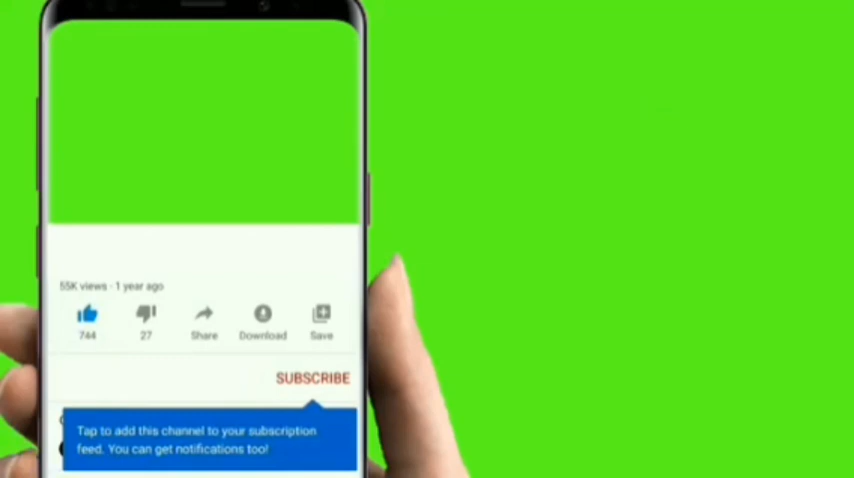 55K views · 1 year ago
744
27
Share
Download
Save
SUBSCRIBE
Tap to add this channel to your subscription
feed. You can get notifications too!